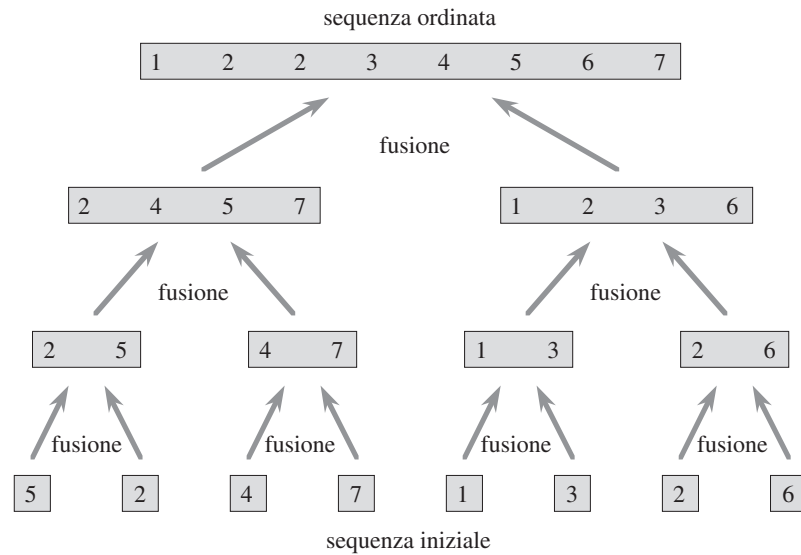 sequenza ordinata
1 2 2 3 4 5 6 7
fusione
2 4 5 7 1 2 3 6
fusione fusione
2 5 4 7 1 3 2 6
fusione fusione fusione fusione
5 2 4 7 1 3 2 6
sequenza iniziale